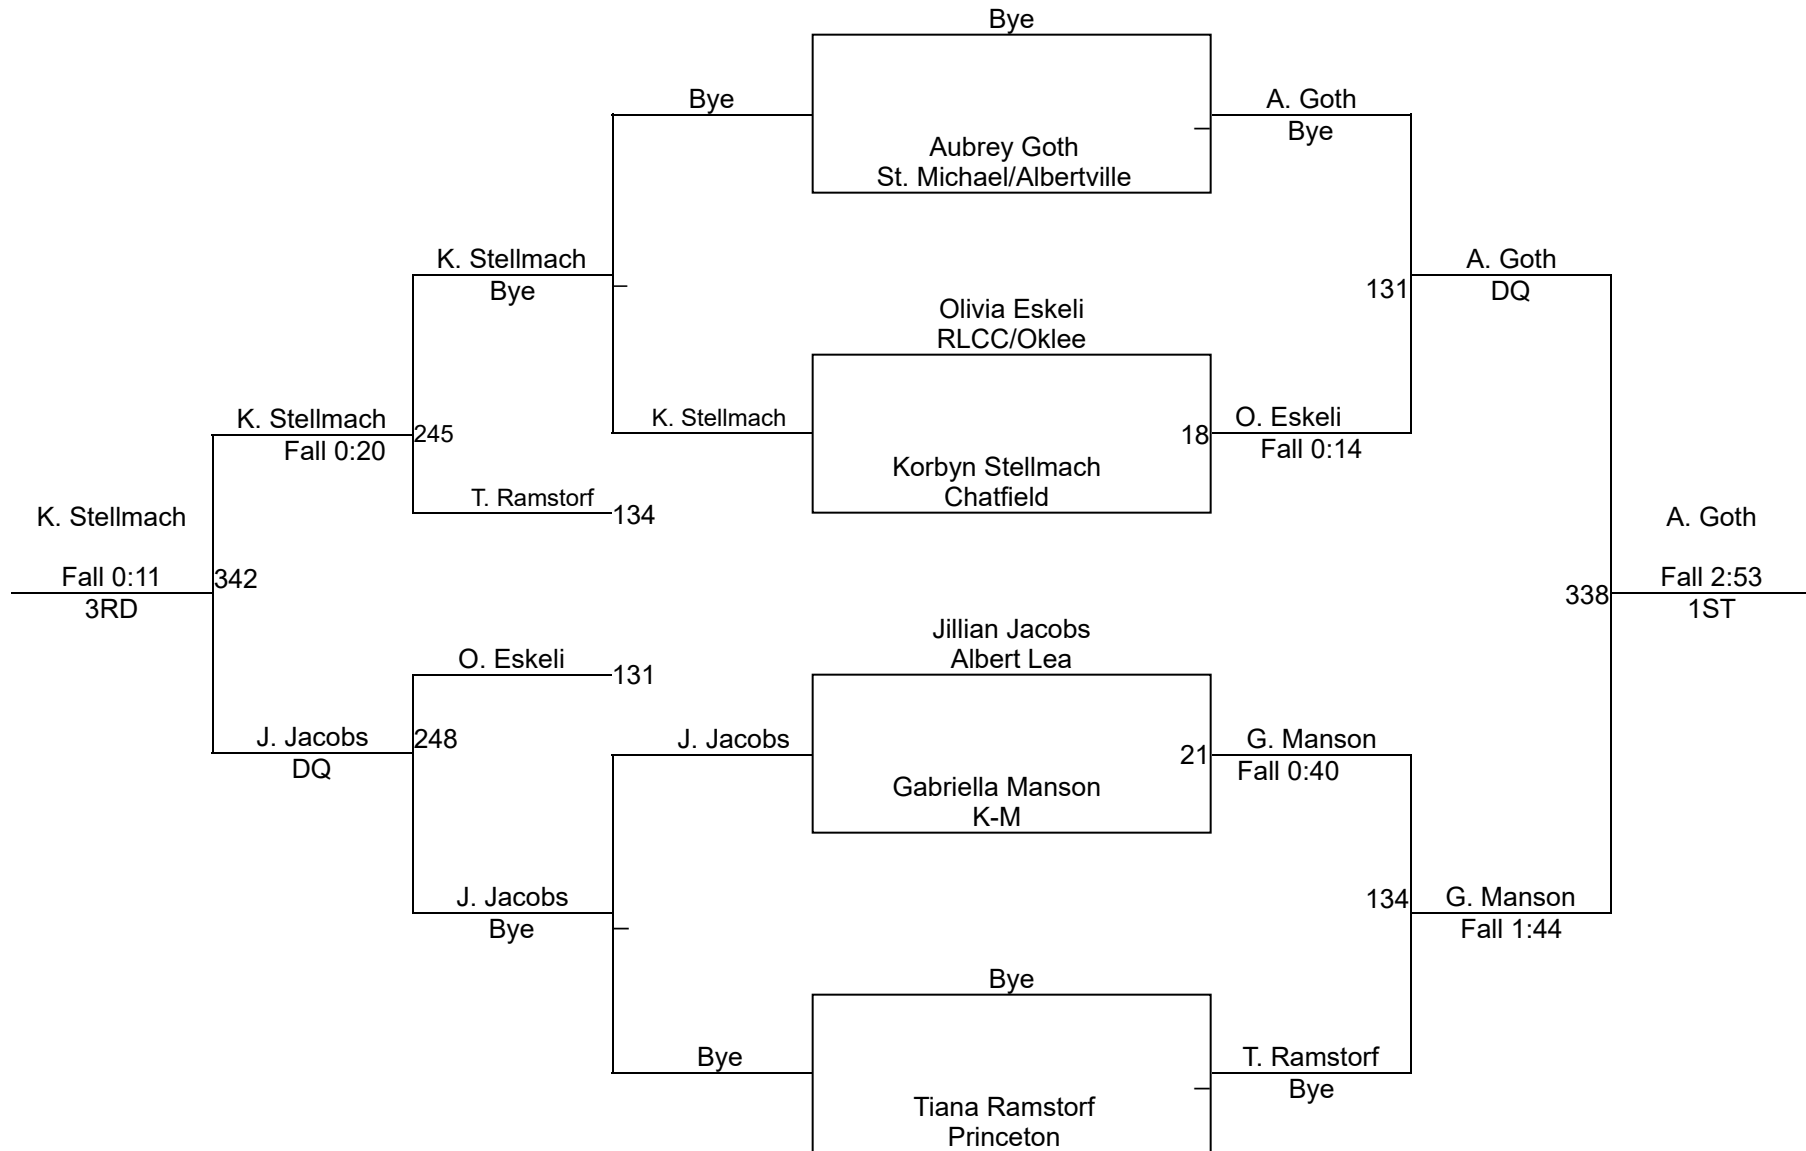 Bye
Bye
A. Goth
Bye
Aubrey Goth
St. Michael/Albertville
K. Stellmach
Bye
A. Goth
DQ
131
Olivia Eskeli
RLCC/Oklee
K. Stellmach
Fall 0:20
245
K. Stellmach
18
O. Eskeli
Fall 0:14
Korbyn Stellmach
Chatfield
T. Ramstorf
134
K. Stellmach
Fall 0:11
3RD
342
A. Goth
Fall 2:53
1ST
338
Jillian Jacobs
Albert Lea
O. Eskeli
131
J. Jacobs
DQ
248
J. Jacobs
21
G. Manson
Fall 0:40
Gabriella Manson
K-M
J. Jacobs
Bye
134
G. Manson
Fall 1:44
Bye
Bye
T. Ramstorf
Bye
Tiana Ramstorf
Princeton